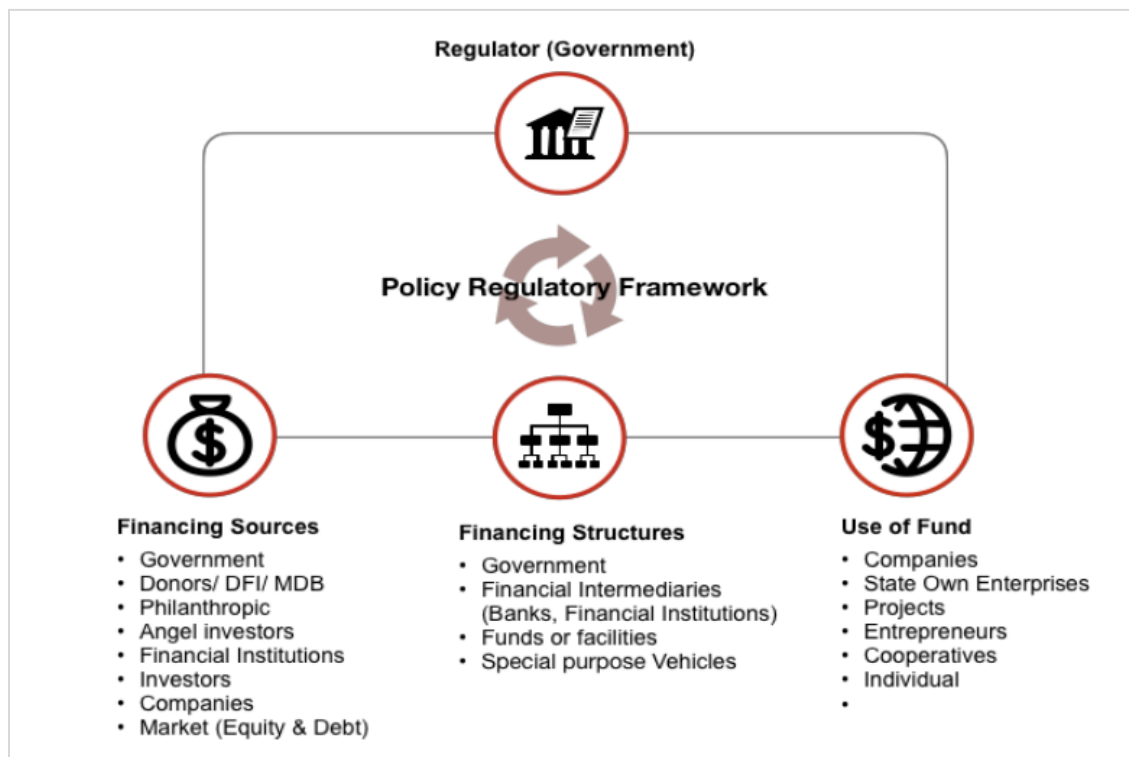 Regulator (Government)
Policy Regulatory Framework
Financing Sources
• Government
• Donors/ DFI/ MDB
• Philanthropic
• Angel investors
• Financial Institutions
• Investors
• Companies
• Market (Equity & Debt)
Financing Structures
• Government
• Financial Intermediaries
(Banks, Financial Institutions)
• Funds or facilities
• Special purpose Vehicles
Use of Fund
• Companies
• State Own Enterprises
• Projects
• Entrepreneurs
• Cooperatives
• Individual
•